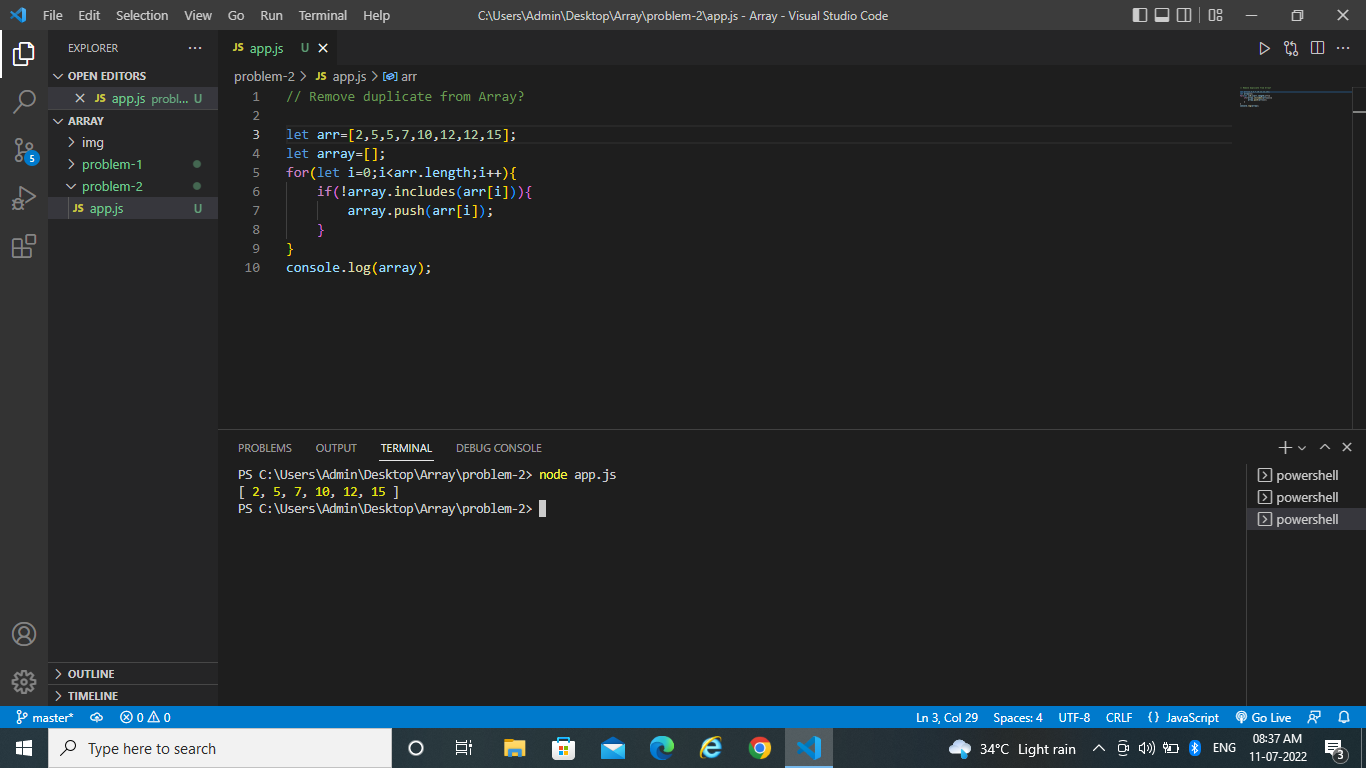 File Edit Selection View Go Run Terminal Help C:\Users\Admin\Desktop\Array\problem-2\app.js - Array - Visual Studio Code
EXPLORER ···
OPEN EDITORS
JS app.js probl... U
ARRAY
img
problem-1
problem-2
JS app.js U
OUTLINE
TIMELINE
5
JS app.js U
problem-2 > JS app.js > arr
1 // Remove duplicate from Array?
2
3 let arr=[2,5,5,7,10,12,12,15];
4 let array=[];
5 for(let i=0;i<arr.length;i++){
6 if(!array.includes(arr[i])){
7 array.push(arr[i]);
8 }
9 }
10 console.log(array);
PROBLEMS OUTPUT TERMINAL DEBUG CONSOLE
PS C:\Users\Admin\Desktop\Array\problem-2> node app.js
[ 2, 5, 7, 10, 12, 15 ]
PS C:\Users\Admin\Desktop\Array\problem-2>
powershell
powershell
powershell
master* 0 0 Ln 3, Col 29 Spaces: 4 UTF-8 CRLF {} JavaScript Go Live
Type here to search 34°C Light rain ENG 08:37 AM
11-07-2022 3